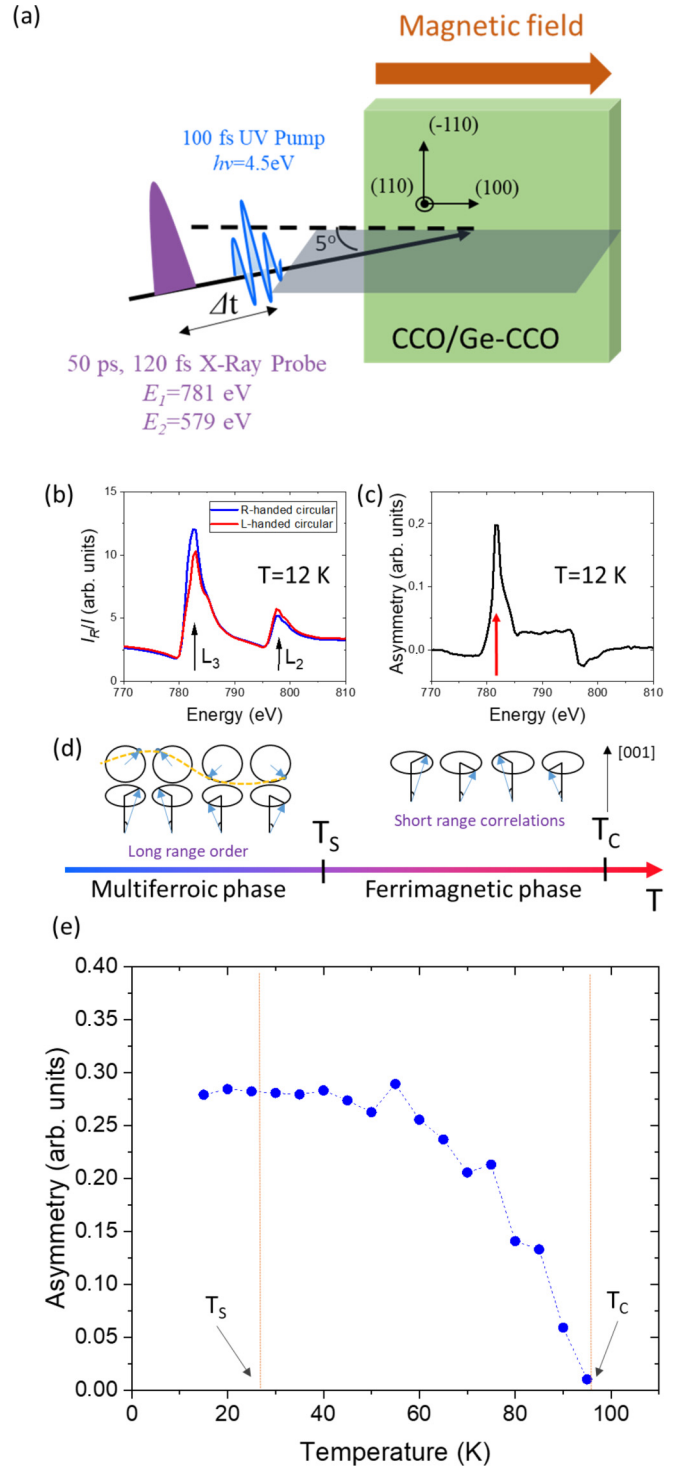 (a)
Magnetic field
100 fs UV Pump
hν=4.5eV
(-110)
(110)
(100)
5°
Δt
CCO/Ge-CCO
50 ps, 120 fs X-Ray Probe
E1=781 eV
E2=579 eV
(b)
(c)
IR/I (arb. units)
15
10
5
0
R-handed circular
L-handed circular
T=12 K
L3
L2
770 780 790 800 810
Energy (eV)
Asymmetry (arb. units)
0,2
0,1
0,0
T=12 K
770 780 790 800 810
Energy (eV)
(d)
[001]
Long range order
Short range correlations
TS
TC
Multiferroic phase
Ferrimagnetic phase
T
(e)
Asymmetry (arb. units)
0.40
0.35
0.30
0.25
0.20
0.15
0.10
0.05
0.00
TS
TC
0 20 40 60 80 100
Temperature (K)